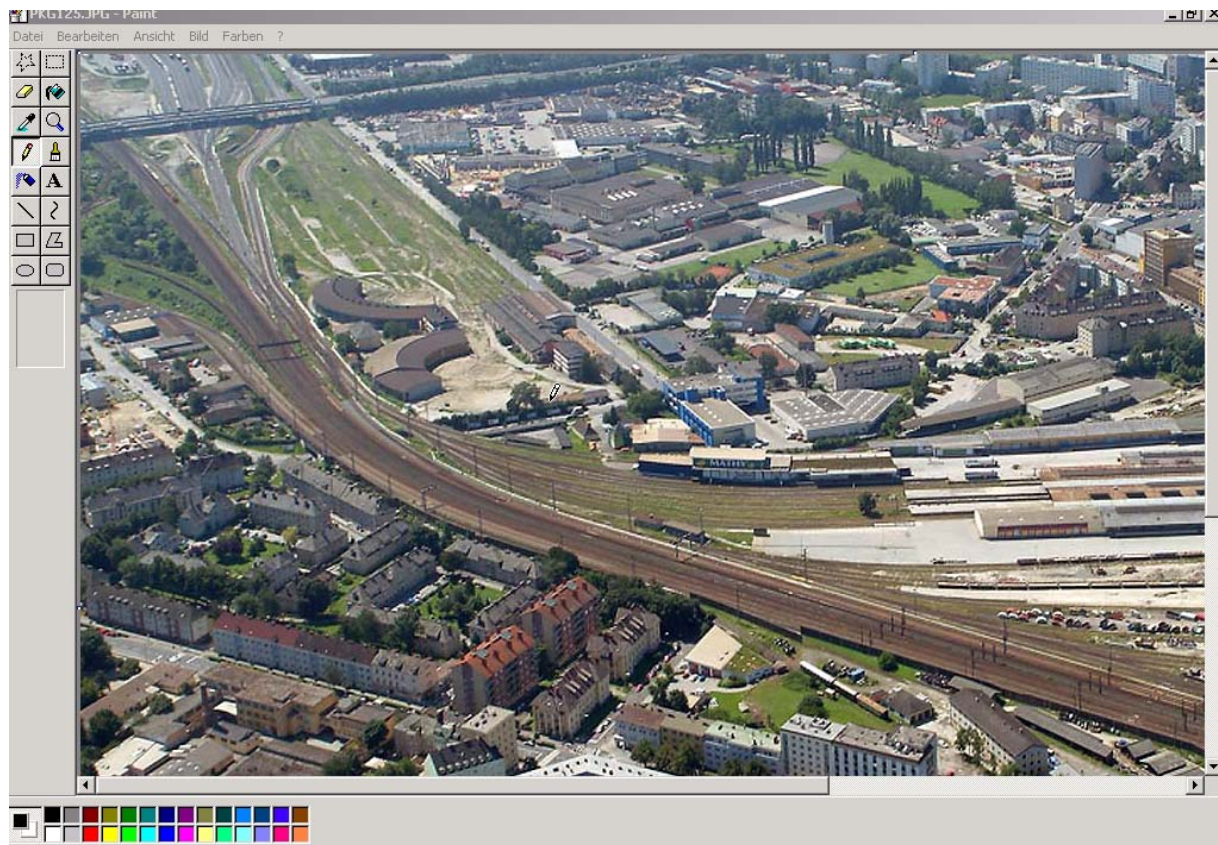 PKG125.JPG - Paint
Datei Bearbeiten Ansicht Bild Farben ?
A
MATHY